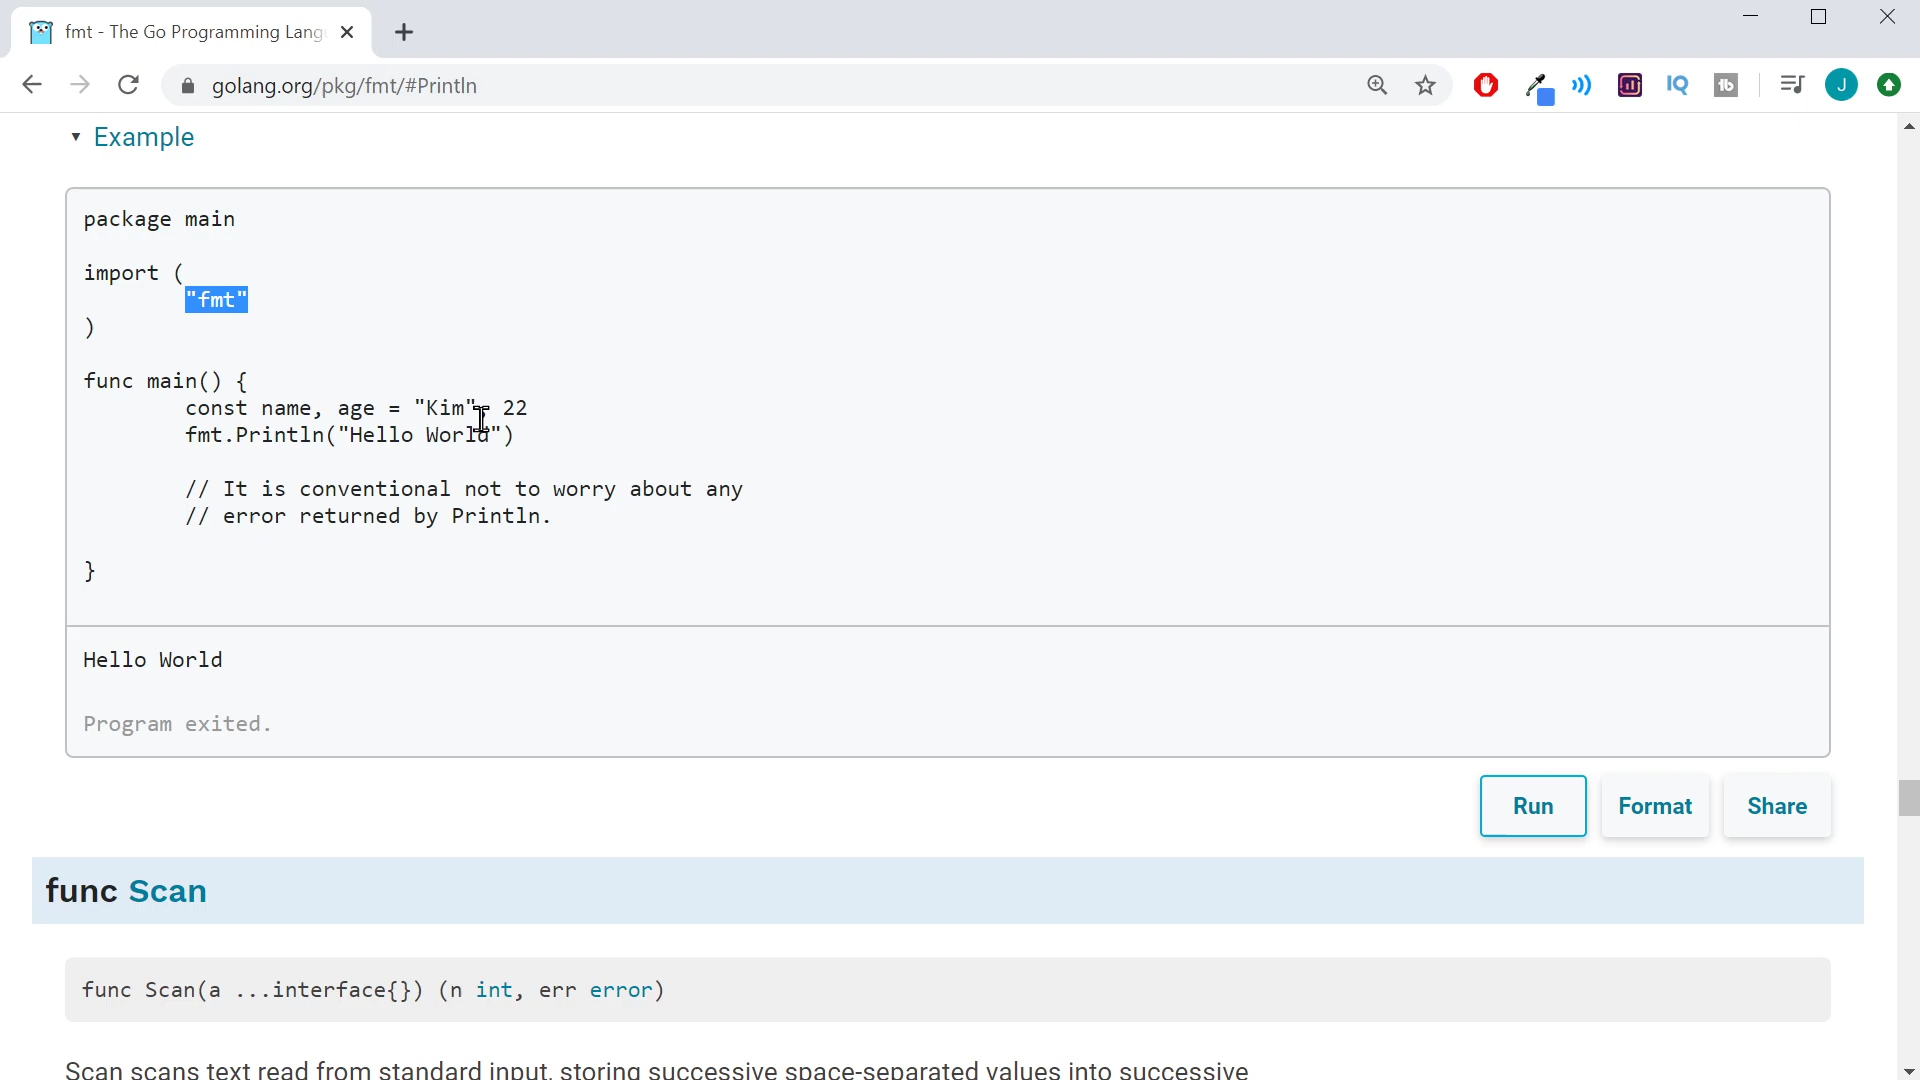 fmt - The Go Programming Lang
golang.org/pkg/fmt/#Println
IQ
tb
J
Example
package main
import (
"fmt"
)
func main() {
const name, age = "Kim", 22
fmt.Println("Hello World")
// It is conventional not to worry about any
// error returned by Println.
}
Hello World
Program exited.
Run
Format
Share
func Scan
func Scan(a ...interface{}) (n int, err error)
Scan scans text read from standard input, storing successive space-separated values into successive